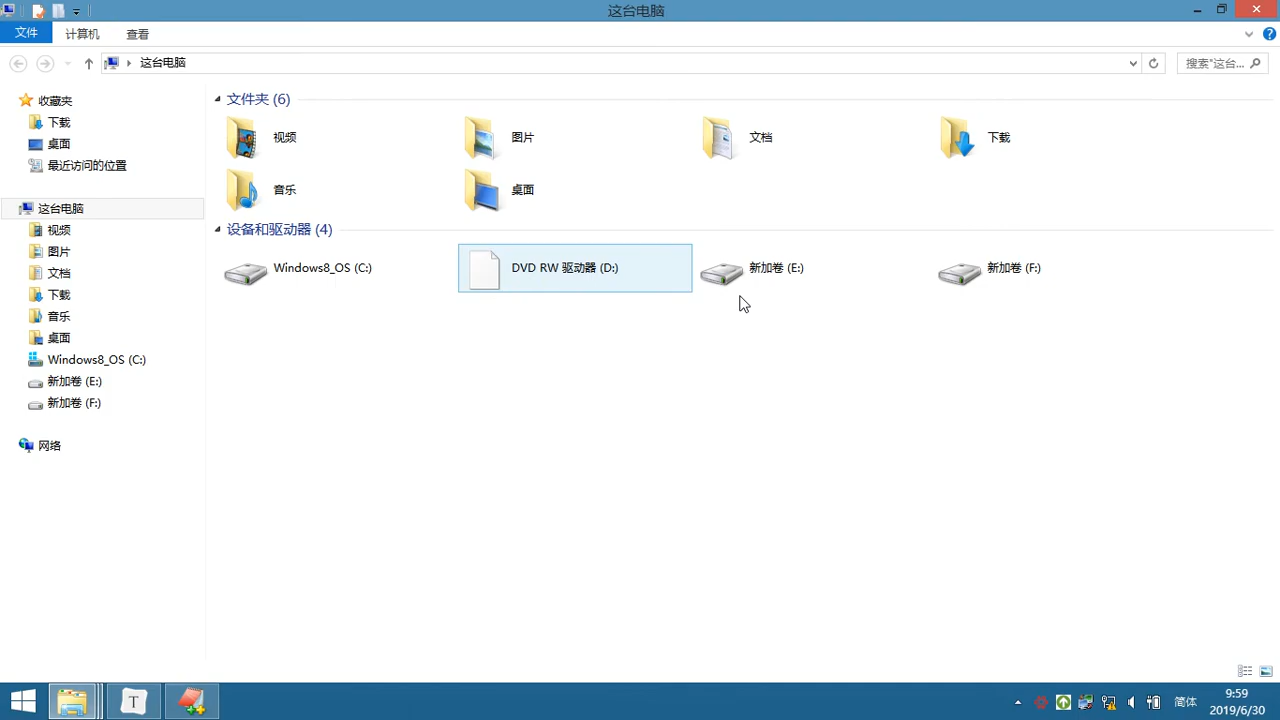 这台电脑
文件 计算机 查看
这台电脑
搜索"这台...
收藏夹
下载
桌面
最近访问的位置
这台电脑
视频
图片
文档
下载
音乐
桌面
Windows8_OS (C:)
新加卷 (E:)
新加卷 (F:)
网络
文件夹 (6)
视频 图片 文档 下载
音乐 桌面
设备和驱动器 (4)
Windows8_OS (C:) DVD RW 驱动器 (D:) 新加卷 (E:) 新加卷 (F:)
T
简体
9:59
2019/6/30